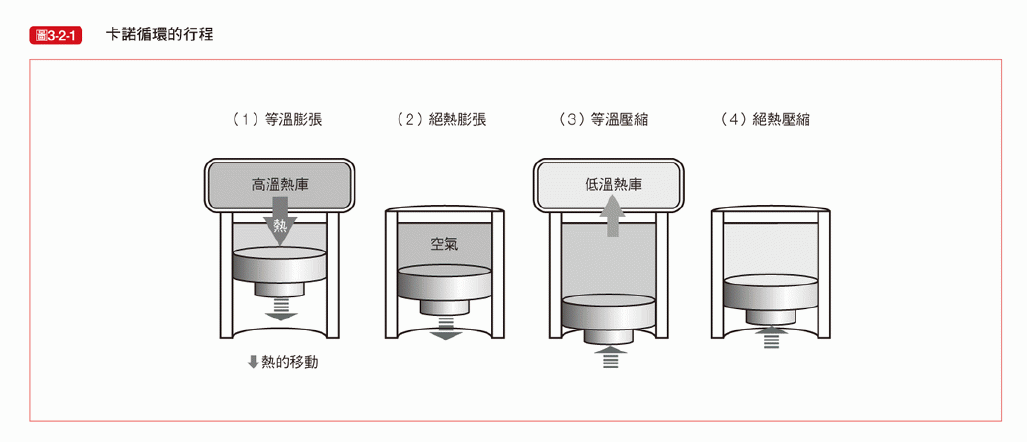 圖3-2-1 卡諾循環的行程
（1）等溫膨張 （2）絕熱膨張 （3）等溫壓縮 （4）絕熱壓縮
高溫熱庫 低溫熱庫
熱
空氣
熱的移動